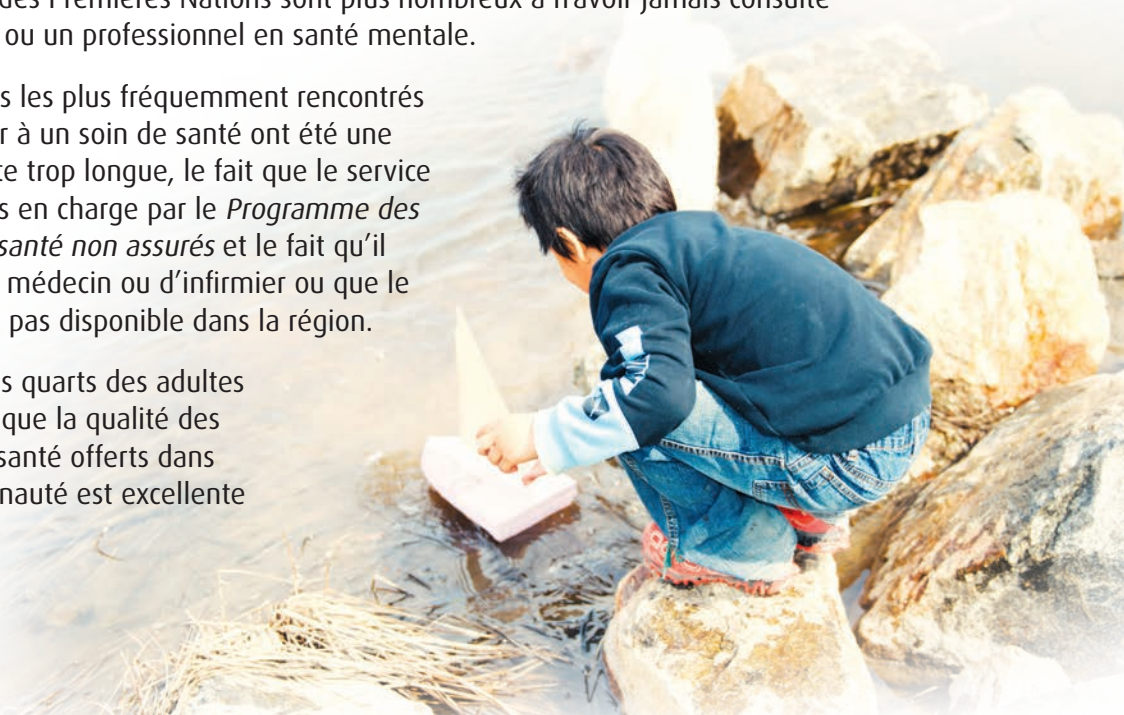 des Premières Nations sont plus nombreux à n'avoir jamais consulté
ou un professionnel en santé mentale.
s les plus fréquemment rencontrés
r à un soin de santé ont été une
te trop longue, le fait que le service
s en charge par le Programme des
santé non assurés et le fait qu'il
médecin ou d'infirmier ou que le
pas disponible dans la région.
s quarts des adultes
que la qualité des
santé offerts dans
nauté est excellente